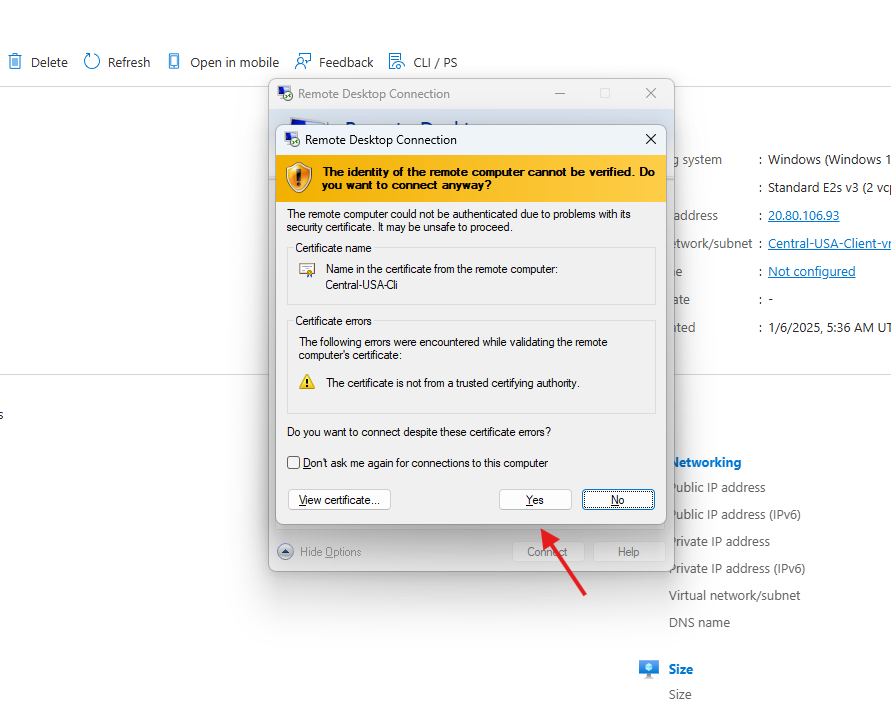 Delete Refresh Open in mobile Feedback CLI / PS
Remote Desktop Connection
Remote Desktop Connection
The identity of the remote computer cannot be verified. Do
you want to connect anyway?
The remote computer could not be authenticated due to problems with its
security certificate. It may be unsafe to proceed.
Certificate name
Name in the certificate from the remote computer:
Central-USA-Cli
Certificate errors
The following errors were encountered while validating the remote
computer's certificate:
The certificate is not from a trusted certifying authority.
Do you want to connect despite these certificate errors?
Don't ask me again for connections to this computer
View certificate... Yes No
Hide Options Connect Help
system : Windows (Windows 1
: Standard E2s v3 (2 vcp
address : 20.80.106.93
etwork/subnet : Central-USA-Client-vn
: Not configured
: -
: 1/6/2025, 5:36 AM UT
s
Networking
Public IP address
Public IP address (IPv6)
Private IP address
Private IP address (IPv6)
Virtual network/subnet
DNS name
Size
Size